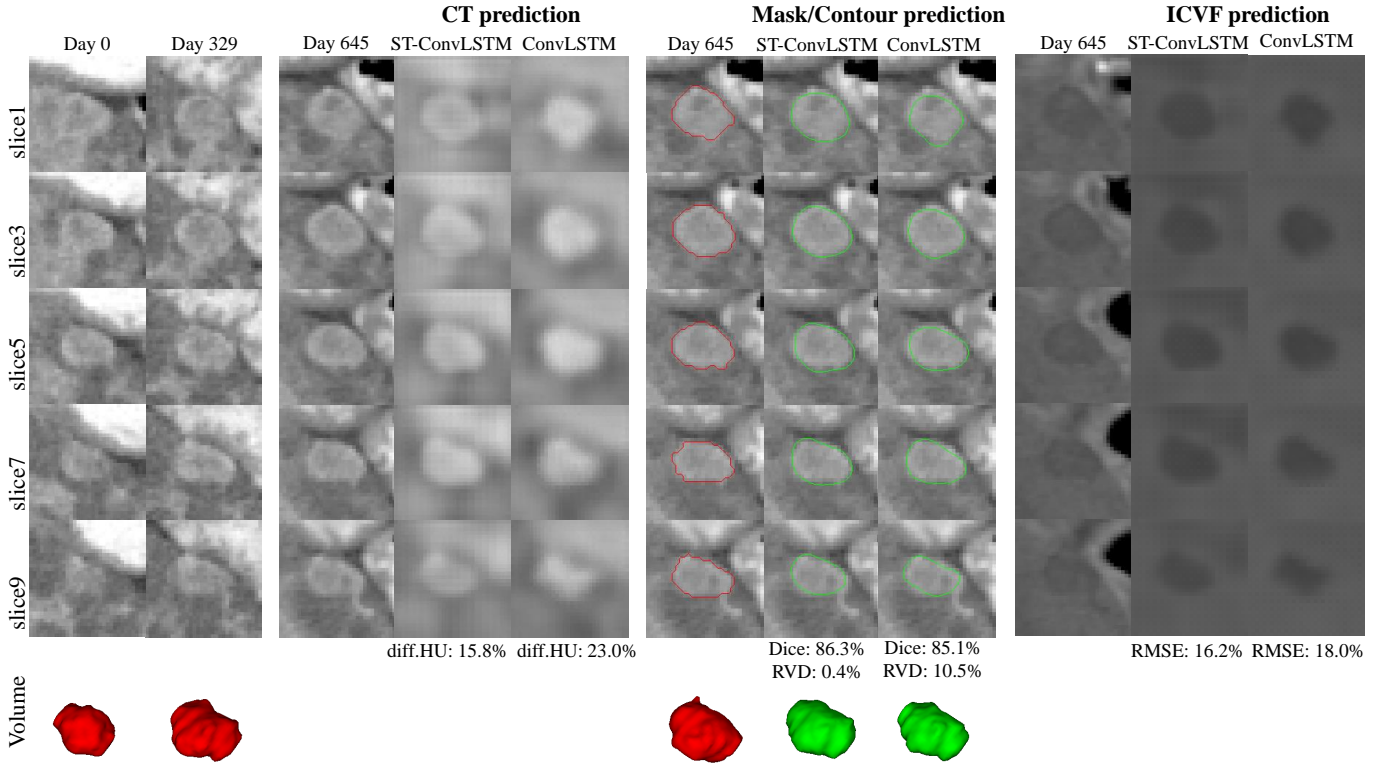 CT prediction Mask/Contour prediction ICVF prediction
Day 0 Day 329 Day 645 ST-ConvLSTM ConvLSTM Day 645 ST-ConvLSTM ConvLSTM Day 645 ST-ConvLSTM ConvLSTM
slice1
slice3
slice5
slice7
slice9
diff.HU: 15.8% diff.HU: 23.0% Dice: 86.3% Dice: 85.1% RMSE: 16.2% RMSE: 18.0%
RVD: 0.4% RVD: 10.5%
Volume